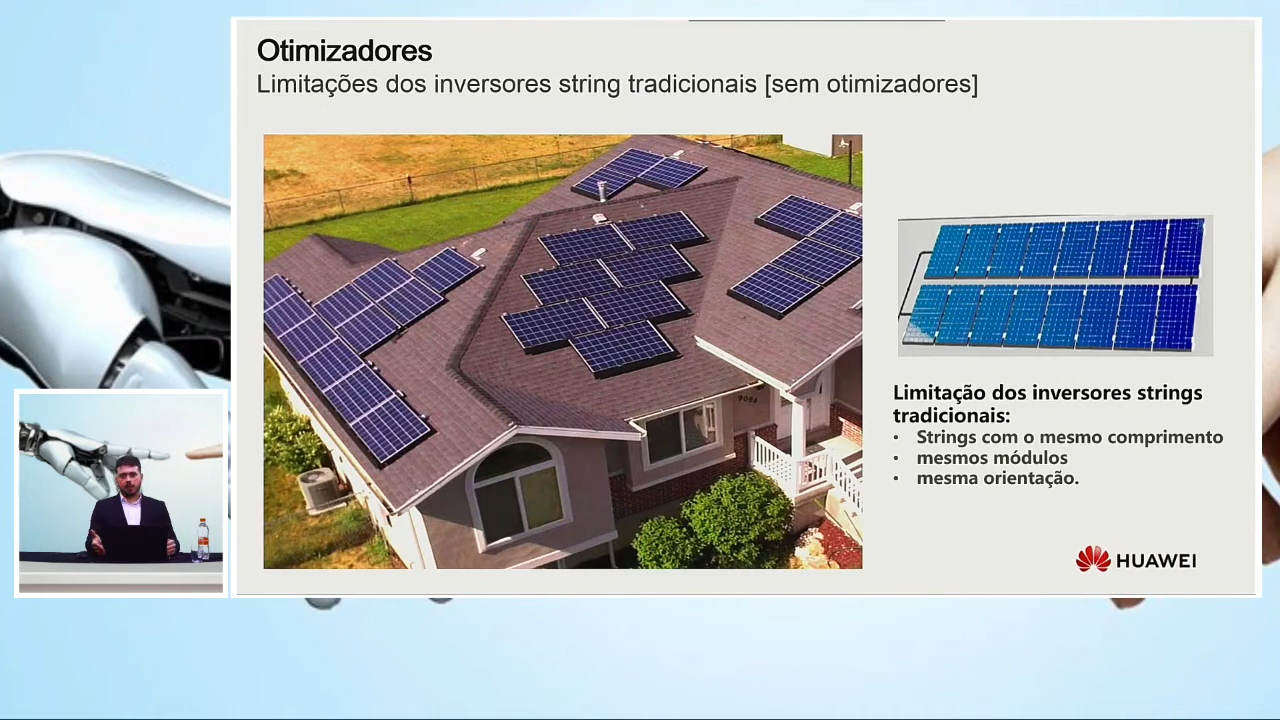 Otimizadores
Limitações dos inversores string tradicionais [sem otimizadores]
Limitação dos inversores strings
tradicionais:
• Strings com o mesmo comprimento
• mesmos módulos
• mesma orientação.
HUAWEI